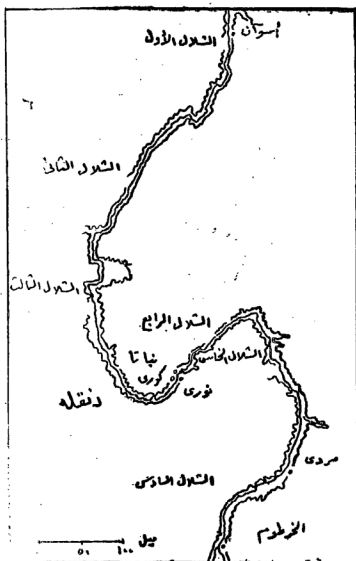 أسوان
الشلال الأول
الشلال الثاني
الشلال الثالث
الشلال الرابع
الشلال الخامس
نباتا
كورى
نورى
دنقله
مروى
الشلال السادس
الخرطوم
ميل
١٠٠
٥٠